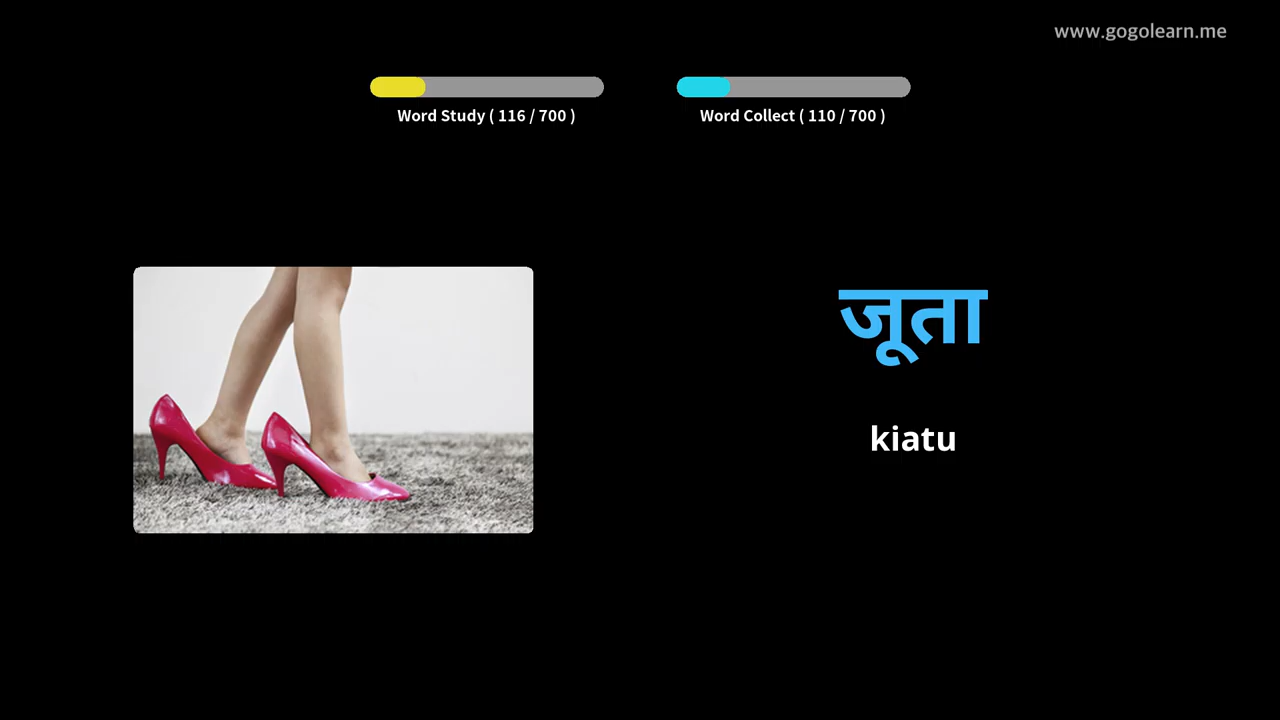 www.gogolearn.me
Word Study ( 116 / 700 )
Word Collect ( 110 / 700 )
जूता
kiatu